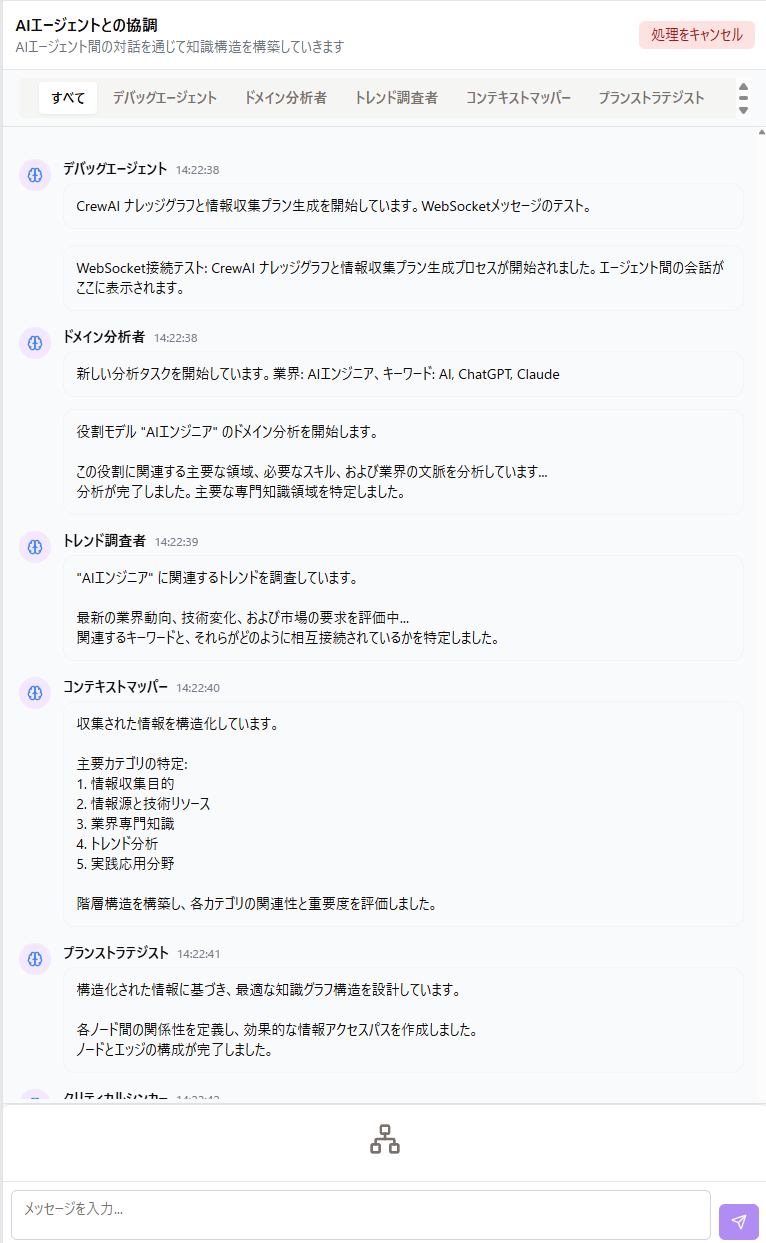 AIエージェントとの協調
AIエージェント間の対話を通じて知識構造を構築していきます
処理をキャンセル
すべて
デバッグエージェント
ドメイン分析者
トレンド調査者
コンテキストマッパー
プランストラテジスト
デバッグエージェント 14:22:38
CrewAI ナレッジグラフと情報収集プラン生成を開始しています。WebSocketメッセージのテスト。
WebSocket接続テスト: CrewAI ナレッジグラフと情報収集プラン生成プロセスが開始されました。エージェント間の会話が
ここに表示されます。
ドメイン分析者 14:22:38
新しい分析タスクを開始しています。業界: AIエンジニア、キーワード: AI, ChatGPT, Claude
役割モデル "AIエンジニア" のドメイン分析を開始します。
この役割に関連する主要な領域、必要なスキル、および業界の文脈を分析しています...
分析が完了しました。主要な専門知識領域を特定しました。
トレンド調査者 14:22:39
"AIエンジニア" に関連するトレンドを調査しています。
最新の業界動向、技術変化、および市場の要求を評価中...
関連するキーワードと、それらがどのように相互接続されているかを特定しました。
コンテキストマッパー 14:22:40
収集された情報を構造化しています。
主要カテゴリの特定:
1. 情報収集目的
2. 情報源と技術リソース
3. 業界専門知識
4. トレンド分析
5. 実践応用分野
階層構造を構築し、各カテゴリの関連性と重要度を評価しました。
プランストラテジスト 14:22:41
構造化された情報に基づき、最適な知識グラフ構造を設計しています。
各ノード間の関係性を定義し、効果的な情報アクセスパスを作成しました。
ノードとエッジの構成が完了しました。
クリティカルシンカー 14:22:42
メッセージを入力...